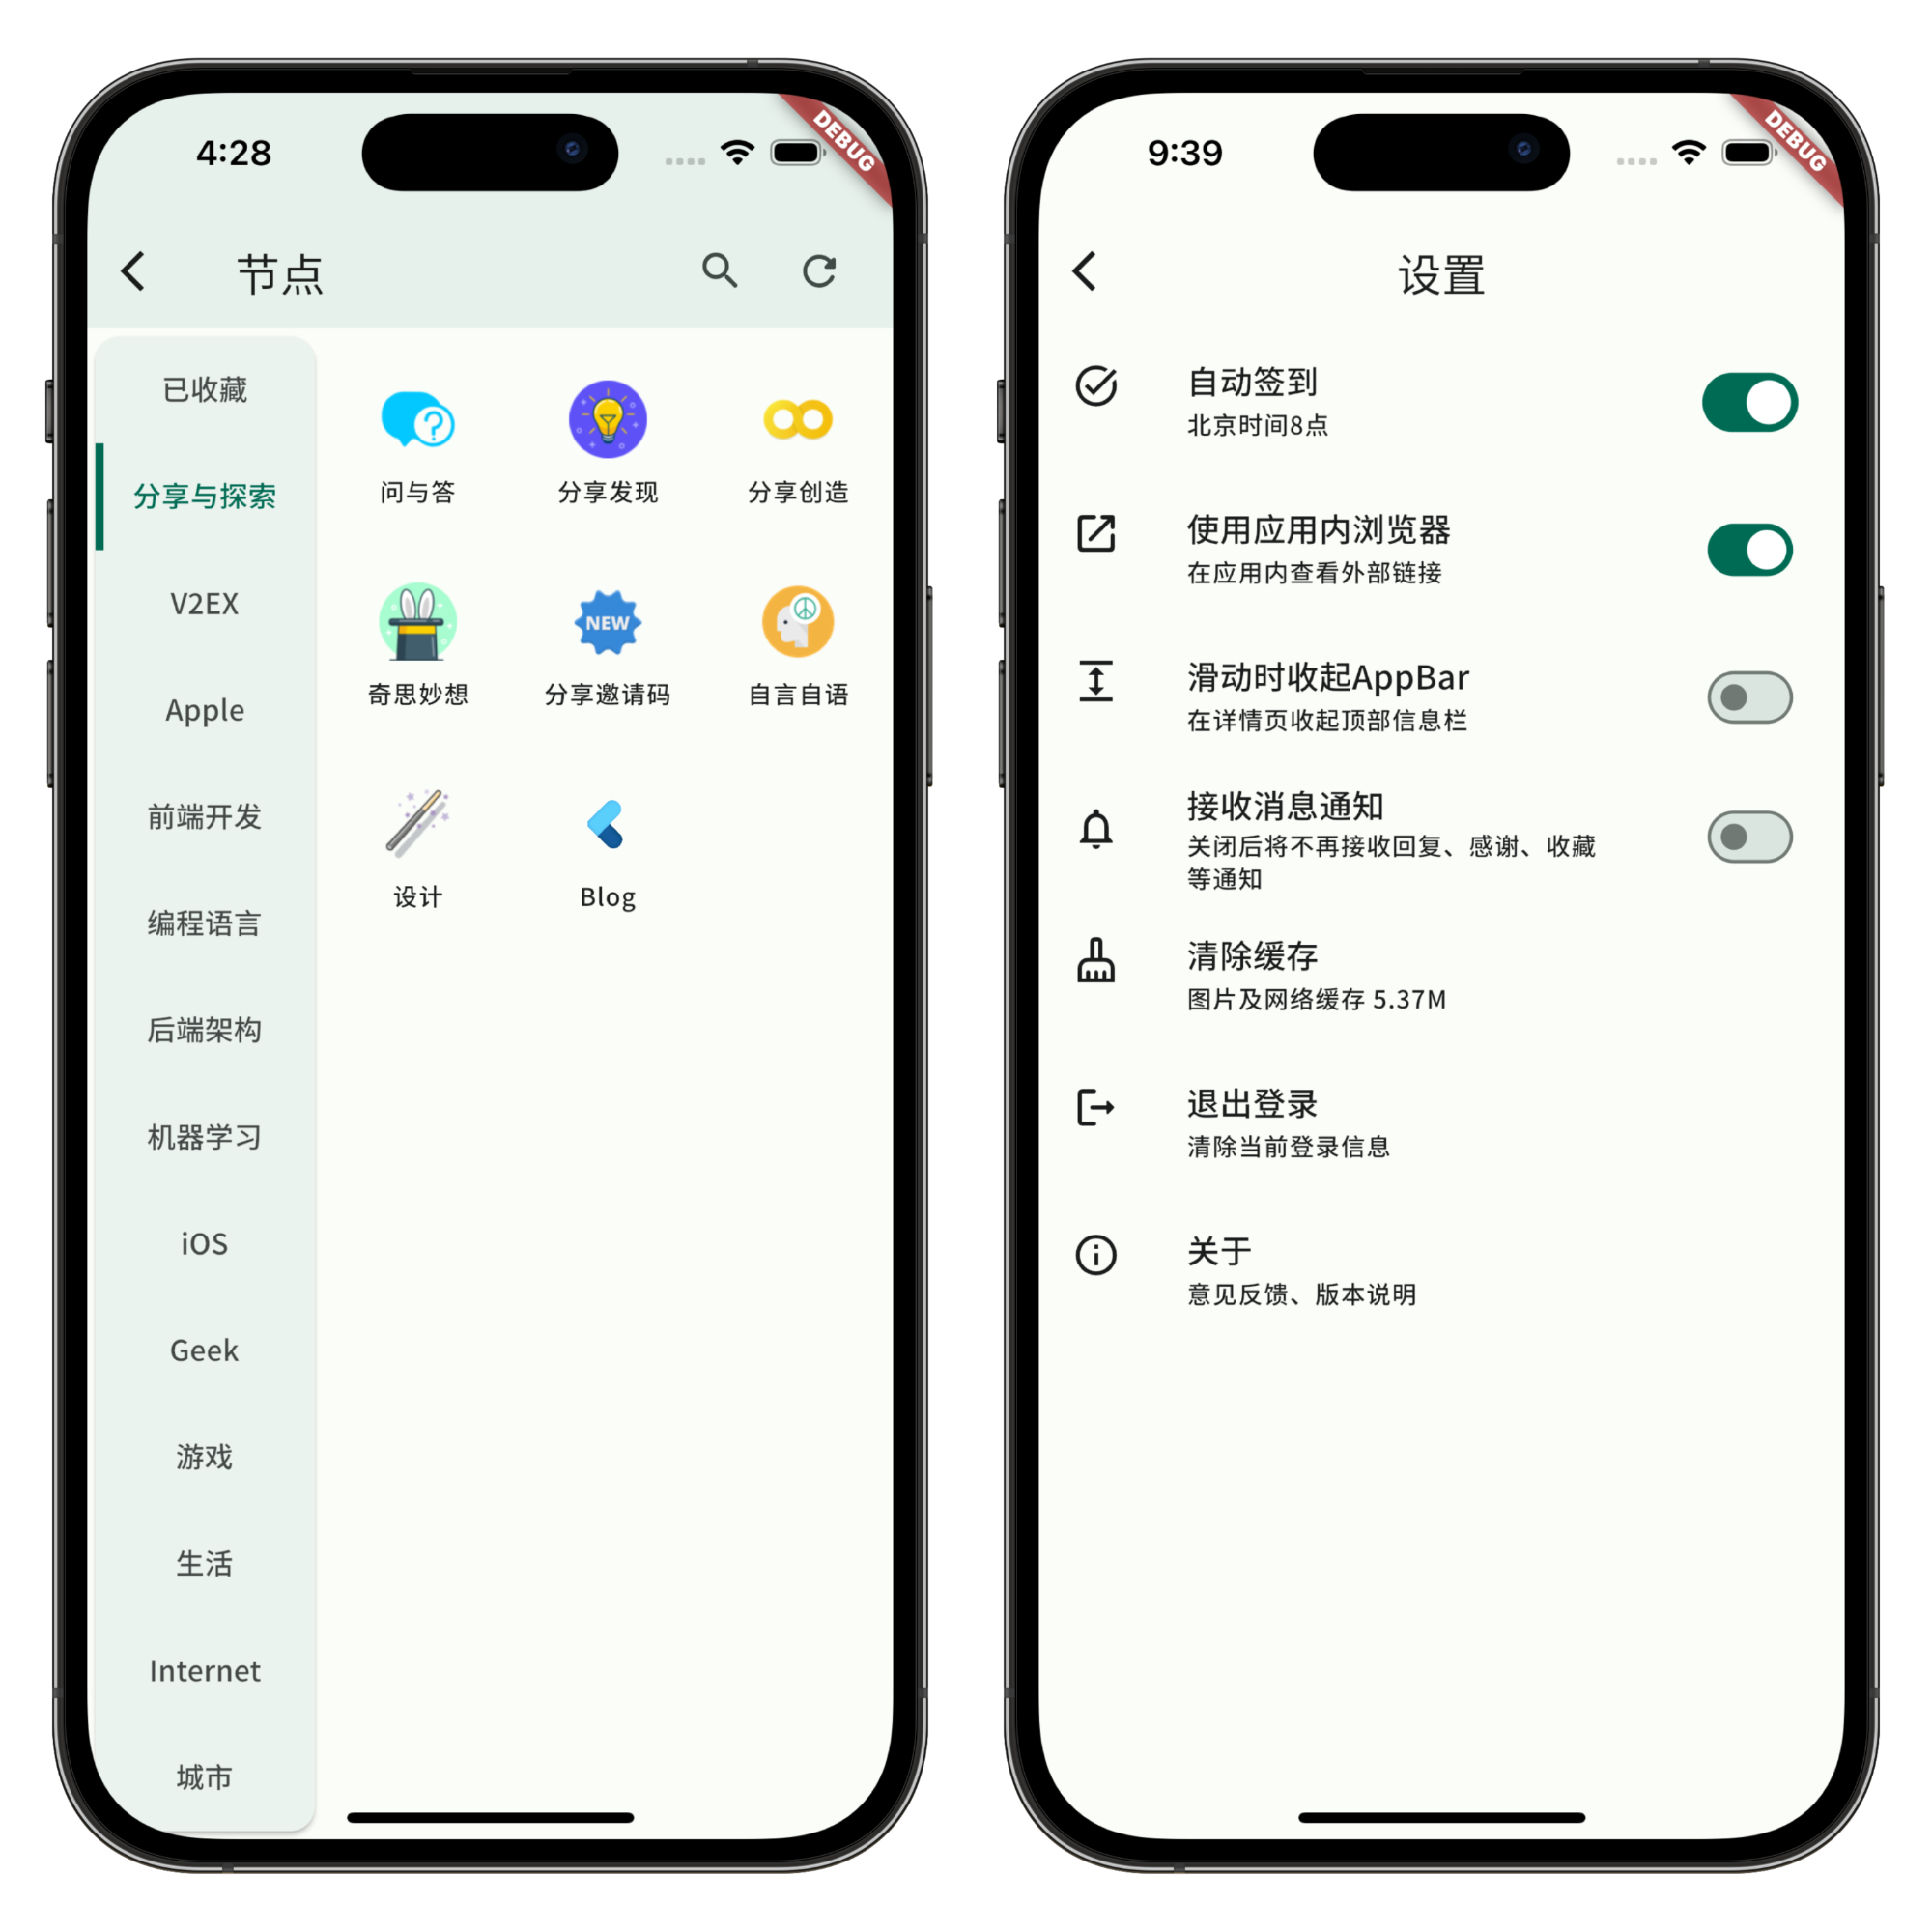 4:28
DEBUG
节点
已收藏
分享与探索
V2EX
Apple
前端开发
编程语言
后端架构
机器学习
iOS
Geek
游戏
生活
Internet
城市
问与答
分享发现
分享创造
NEW
奇思妙想
分享邀请码
自言自语
设计
Blog
9:39
DEBUG
设置
自动签到
北京时间8点
使用应用内浏览器
在应用内查看外部链接
滑动时收起AppBar
在详情页收起顶部信息栏
接收消息通知
关闭后将不再接收回复、感谢、收藏
等通知
清除缓存
图片及网络缓存 5.37M
退出登录
清除当前登录信息
关于
意见反馈、版本说明